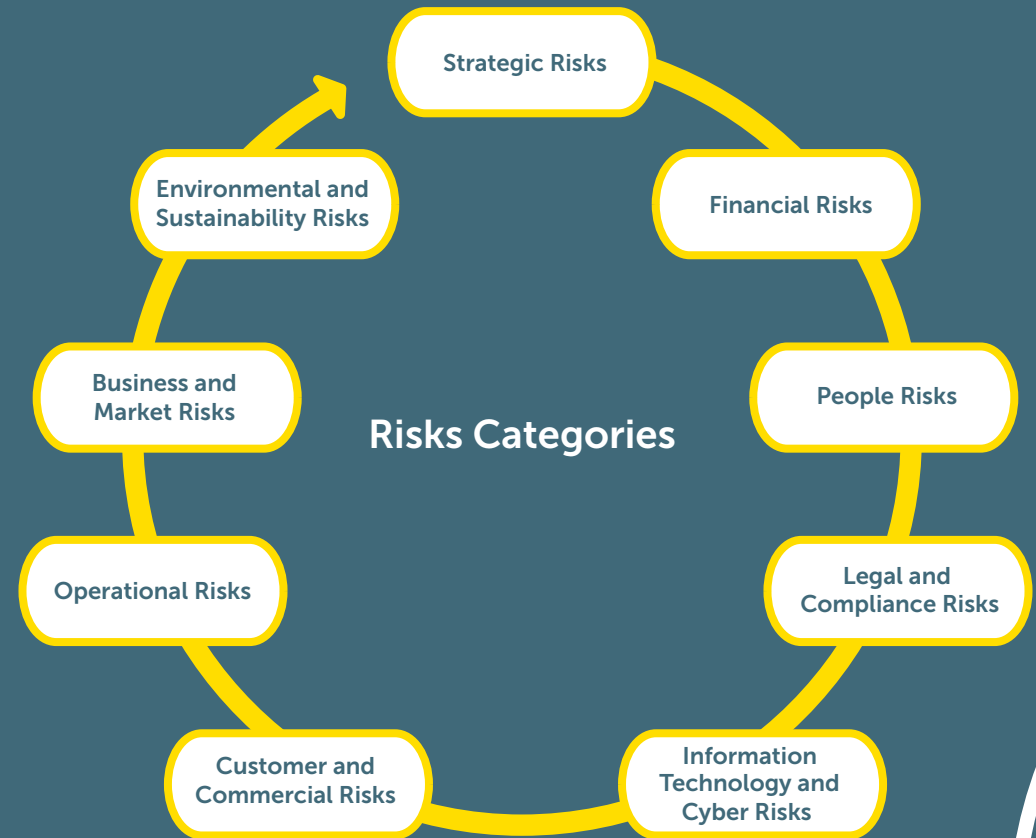 Strategic Risks
Financial Risks
People Risks
Legal and
Compliance Risks
Information
Technology and
Cyber Risks
Customer and
Commercial Risks
Operational Risks
Business and
Market Risks
Environmental and
Sustainability Risks
Risks Categories